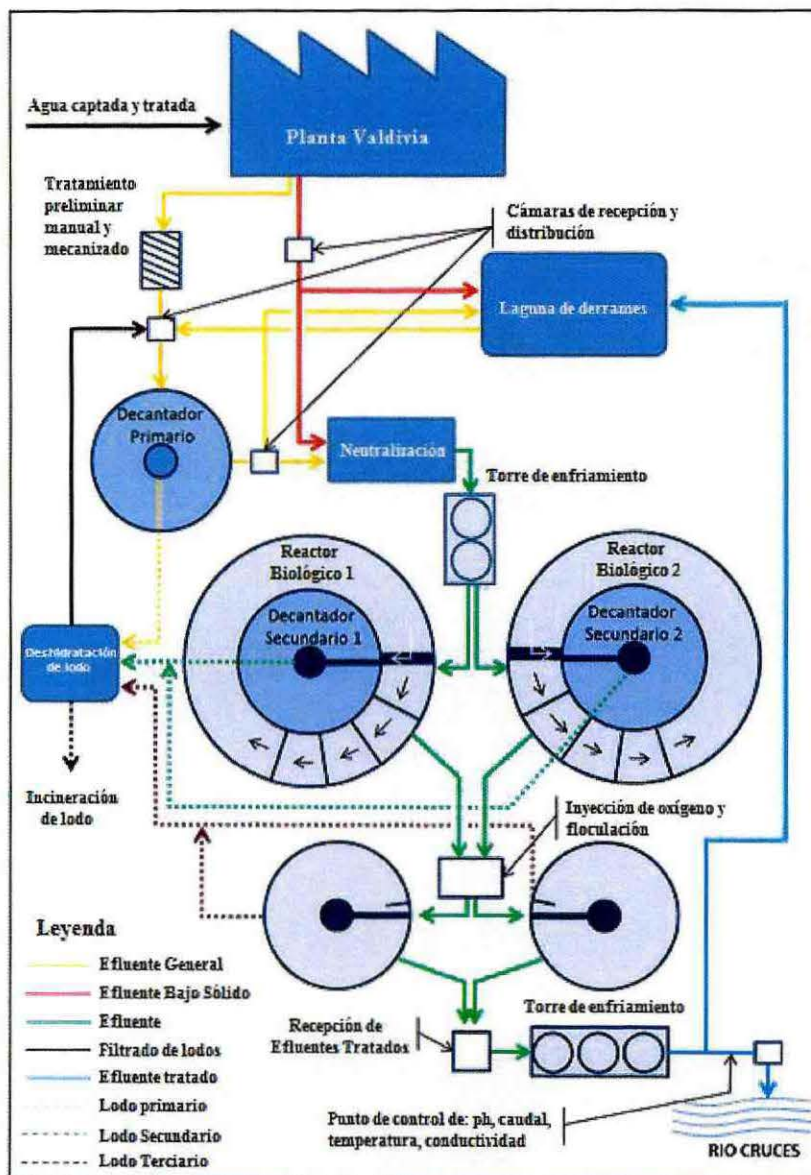 Agua captada y tratada
Planta Valdivia
Tratamiento
preliminar
manual y
mecanizado
Cámaras de recepción y
distribución
Laguna de derrames
Decantador
Primario
Neutralización
Torre de enfriamiento
Reactor
Biológico 1
Decantador
Secundario 1
Reactor
Biológico 2
Decantador
Secundario 2
Deshidratación
de lodo
Incineración
de lodo
Inyección de oxígeno y
floculación
Leyenda
Efluente General
Efluente Bajo Sólido
Efluente
Filtrado de lodos
Efluente tratado
Lodo primario
Lodo Secundario
Lodo Terciario
Recepción de
Efluentes Tratados
Torre de enfriamiento
Punto de control de: ph, caudal,
temperatura, conductividad
RIO CRUCES